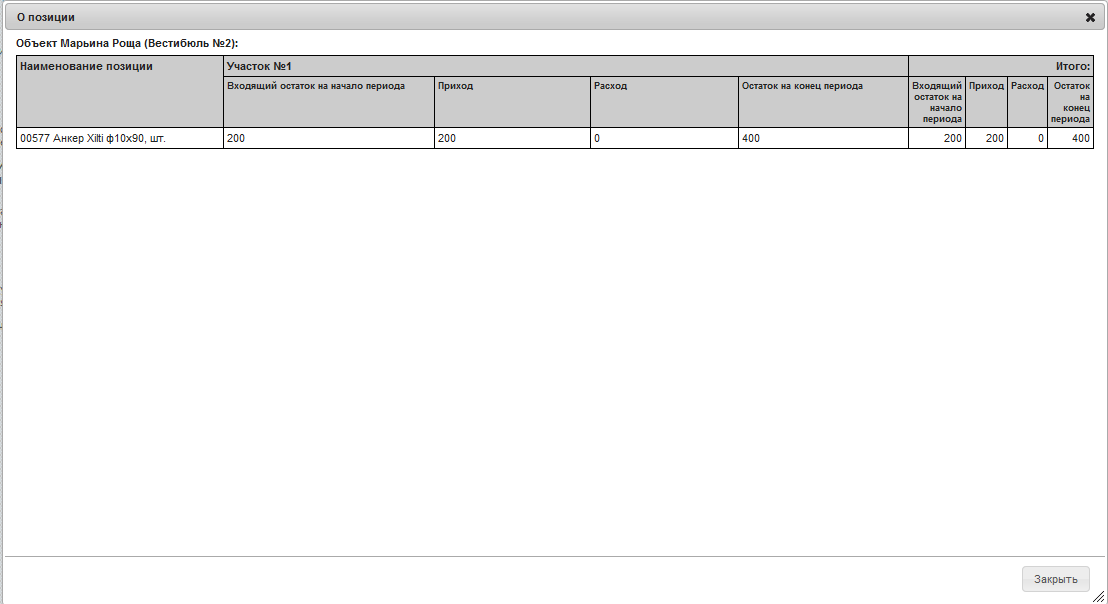 О позиции
Объект Марьина Роща (Вестибюль №2):
Наименование позиции
Участок №1
Итого:
Входящий остаток на начало периода
Приход
Расход
Остаток на конец периода
Входящий
остаток на
начало
периода
Приход
Расход
Остаток
на
конец
периода
00577 Анкер Xilti ф10х90, шт.
200
200
0
400
200
200
0
400
Закрыть